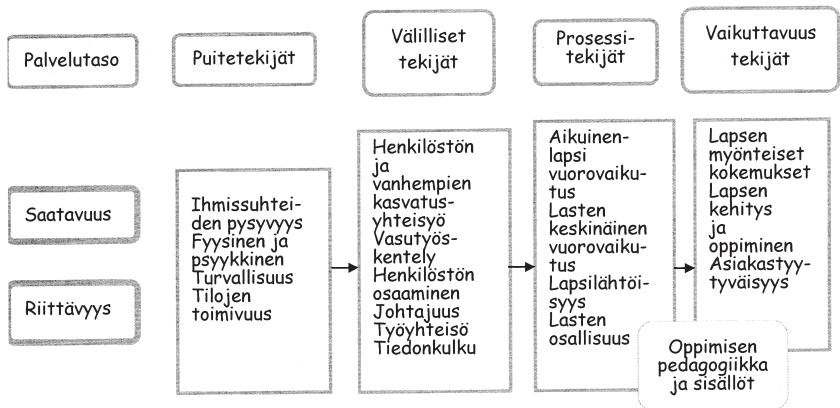 Palvelutaso
Puitetekijät
Välilliset
tekijät
Prosessi-
tekijät
Vaikuttavuus
tekijät
Saatavuus
Riittävyys
Ihmissuhtei-
den pysyvyys
Fyysinen ja
psyykkinen
Turvallisuus
Tilojen
toimivuus
Henkilöstön
ja
vanhempien
kasvatus-
yhteisyö
Vasutyös-
kentely
Henkilöstön
osaaminen
Johtajuus
Työyhteisö
Tiedonkulku
Aikuinen-
lapsi
vuorovaiku-
tus
Lasten
keskinäinen
vuorovaiku-
tus
Lapsilähtöi-
syys
Lasten
osallisuus
Lapsen
myönteiset
kokemukset
Lapsen
kehitys
ja
oppiminen
Asiakastyy-
tyväisyys
Oppimisen
pedagogiikka
ja sisällöt